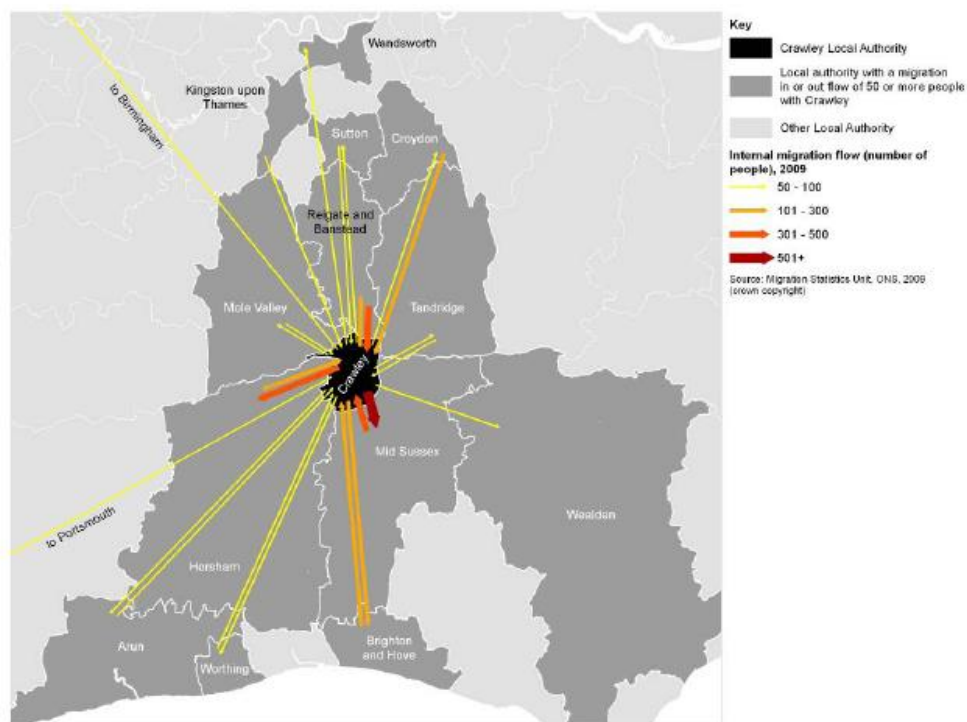 Wandsworth
Kingston upon
Thames
to Birmingham
Sutton
Croydon
Reigate and
Banstead
Mole Valley
Tandridge
Crawley
Mid Sussex
Wealden
to Portsmouth
Horsham
Arun
Worthing
Brighton
and Hove
Key
Crawley Local Authority
Local authority with a migration
in or out flow of 50 or more people
with Crawley
Other Local Authority
Internal migration flow (number of
people), 2009
50 - 100
101 - 300
301 - 500
501+
Source: Migration Statistics Unit, ONS, 2009
(crown copyright)